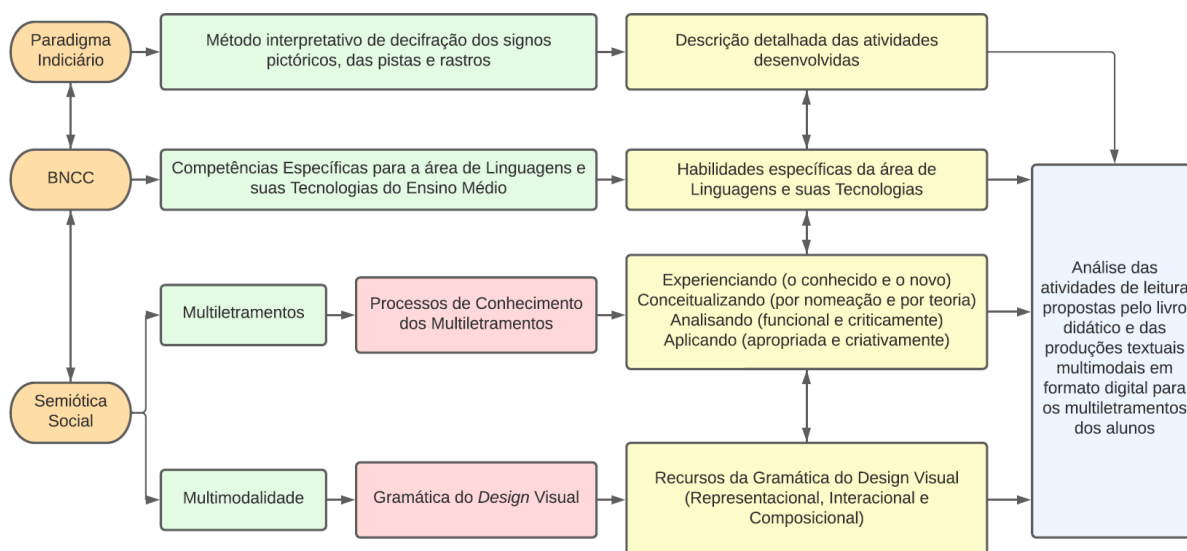 Paradigma
Indiciário
Método interpretativo de decifração dos signos
pictóricos, das pistas e rastros
Descrição detalhada das atividades
desenvolvidas
BNCC
Competências Específicas para a área de Linguagens e
suas Tecnologias do Ensino Médio
Habilidades específicas da área de
Linguagens e suas Tecnologias
Multiletramentos
Processos de Conhecimento
dos Multiletramentos
Experienciando (o conhecido e o novo)
Conceitualizando (por nomeação e por teoria)
Analisando (funcional e criticamente)
Aplicando (apropriada e criativamente)
Semiótica
Social
Multimodalidade
Gramática do Design Visual
Recursos da Gramática do Design Visual
(Representacional, Interacional e
Composicional)
Análise das
atividades de leitura
propostas pelo livro
didático e das
produções textuais
multimodais em
formato digital para
os multiletramentos
dos alunos